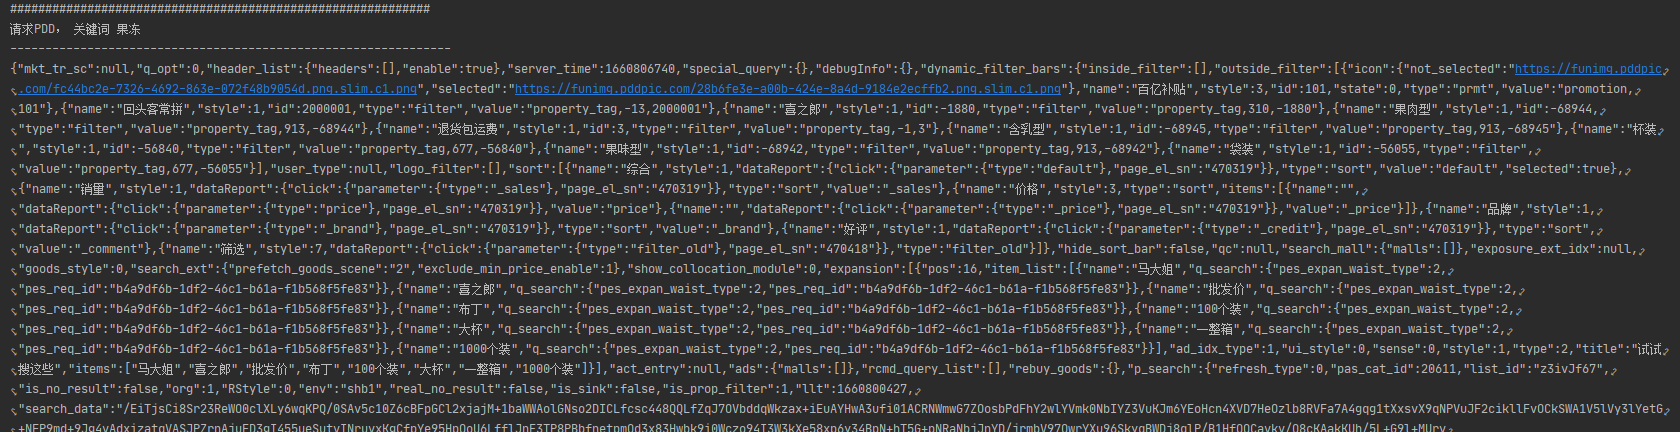 ############################################################
请求PDD， 关键词 果冻
---------------------------------------------------------------
{"mkt_tr_sc":null,"q_opt":0,"header_list":{"headers":[],"enable":true},"server_time":1660806740,"special_query":{},"debugInfo":{},"dynamic_filter_bars":{"inside_filter":[],"outside_filter":[{"icon":{"not_selected":"https://funimg.pddpic
.com/fc44bc2e-7326-4692-863e-072f48b9054d.png.slim.c1.png","selected":"https://funimg.pddpic.com/28b6fe3e-a00b-424e-8a4d-9184e2ecffb2.png.slim.c1.png"},"name":"百亿补贴","style":3,"id":101,"state":0,"type":"prmt","value":"promotion,
101"},{"name":"回头客常拼","style":1,"id":2000001,"type":"filter","value":"property_tag,-13,2000001"},{"name":"喜之郎","style":1,"id":-1880,"type":"filter","value":"property_tag,310,-1880"},{"name":"果肉型","style":1,"id":-68944,
"type":"filter","value":"property_tag,913,-68944"},{"name":"退货包运费","style":1,"id":3,"type":"filter","value":"property_tag,-1,3"},{"name":"含乳型","style":1,"id":-68945,"type":"filter","value":"property_tag,913,-68945"},{"name":"杯装
","style":1,"id":-56840,"type":"filter","value":"property_tag,677,-56840"},{"name":"果味型","style":1,"id":-68942,"type":"filter","value":"property_tag,913,-68942"},{"name":"袋装","style":1,"id":-56055,"type":"filter",
"value":"property_tag,677,-56055"}],"user_type":null,"logo_filter":[],"sort":[{"name":"综合","style":1,"dataReport":{"click":{"parameter":{"type":"default"},"page_el_sn":"470319"}},"type":"sort","value":"default","selected":true},
{"name":"销量","style":1,"dataReport":{"click":{"parameter":{"type":"_sales"},"page_el_sn":"470319"}},"type":"sort","value":"_sales"},{"name":"价格","style":3,"type":"sort","items":[{"name":"",
"dataReport":{"click":{"parameter":{"type":"price"},"page_el_sn":"470319"}},"value":"price"},{"name":"","dataReport":{"click":{"parameter":{"type":"_price"},"page_el_sn":"470319"}},"value":"_price"}]},{"name":"品牌","style":1,
"dataReport":{"click":{"parameter":{"type":"_brand"},"page_el_sn":"470319"}},"type":"sort","value":"_brand"},{"name":"好评","style":1,"dataReport":{"click":{"parameter":{"type":"_credit"},"page_el_sn":"470319"}},"type":"sort",
"value":"_comment"},{"name":"筛选","style":7,"dataReport":{"click":{"parameter":{"type":"filter_old"},"page_el_sn":"470418"}},"type":"filter_old"}]},"hide_sort_bar":false,"qc":null,"search_mall":{"malls":[]},"exposure_ext_idx":null,
"goods_style":0,"search_ext":{"prefetch_goods_scene":"2","exclude_min_price_enable":1},"show_collocation_module":0,"expansion":[{"pos":16,"item_list":[{"name":"马大姐","q_search":{"pes_expan_waist_type":2,
"pes_req_id":"b4a9df6b-1df2-46c1-b61a-f1b568f5fe83"}},{"name":"喜之郎","q_search":{"pes_expan_waist_type":2,"pes_req_id":"b4a9df6b-1df2-46c1-b61a-f1b568f5fe83"}},{"name":"批发价","q_search":{"pes_expan_waist_type":2,
"pes_req_id":"b4a9df6b-1df2-46c1-b61a-f1b568f5fe83"}},{"name":"布丁","q_search":{"pes_expan_waist_type":2,"pes_req_id":"b4a9df6b-1df2-46c1-b61a-f1b568f5fe83"}},{"name":"100个装","q_search":{"pes_expan_waist_type":2,
"pes_req_id":"b4a9df6b-1df2-46c1-b61a-f1b568f5fe83"}},{"name":"大杯","q_search":{"pes_expan_waist_type":2,"pes_req_id":"b4a9df6b-1df2-46c1-b61a-f1b568f5fe83"}},{"name":"一整箱","q_search":{"pes_expan_waist_type":2,
"pes_req_id":"b4a9df6b-1df2-46c1-b61a-f1b568f5fe83"}},{"name":"1000个装","q_search":{"pes_expan_waist_type":2,"pes_req_id":"b4a9df6b-1df2-46c1-b61a-f1b568f5fe83"}}],"ad_idx_type":1,"ui_style":0,"sense":0,"style":1,"type":2,"title":"试试
搜这些","items":["马大姐","喜之郎","批发价","布丁","100个装","大杯","一整箱","1000个装"]}],"act_entry":null,"ads":{"malls":[]},"rcmd_query_list":[],"rebuy_goods":{},"p_search":{"refresh_type":0,"pas_cat_id":20611,"list_id":"z3ivJf67",
"is_no_result":false,"org":1,"RStyle":0,"env":"shb1","real_no_result":false,"is_sink":false,"is_prop_filter":1,"llt":1660800427,